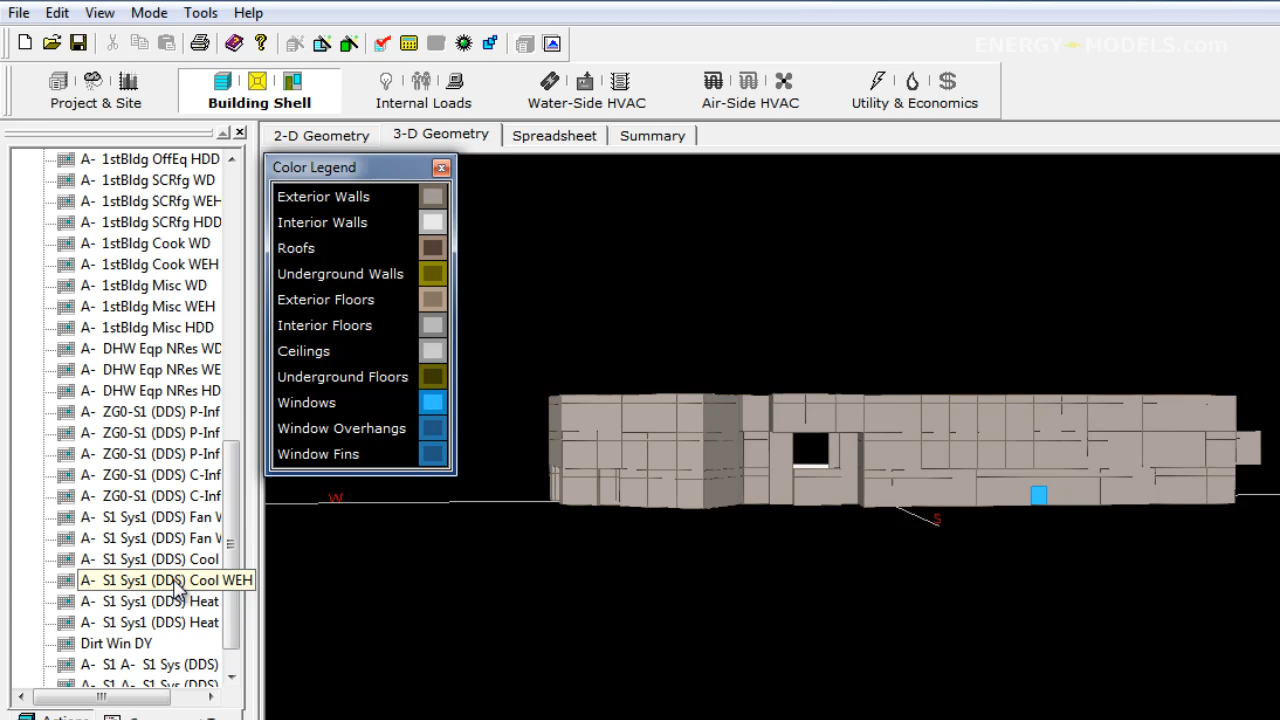 File Edit View Mode Tools Help
ENERGY-MODELS.com
Project & Site Building Shell Internal Loads Water-Side HVAC Air-Side HVAC Utility & Economics
2-D Geometry 3-D Geometry Spreadsheet Summary
A- 1stBldg OffEq HDD
A- 1stBldg SCRfg WD
A- 1stBldg SCRfg WEH
A- 1stBldg SCRfg HDD
A- 1stBldg Cook WD
A- 1stBldg Cook WEH
A- 1stBldg Misc WD
A- 1stBldg Misc WEH
A- 1stBldg Misc HDD
A- DHW Eqp NRes WD
A- DHW Eqp NRes WE
A- DHW Eqp NRes HD
A- ZG0-S1 (DDS) P-Inf
A- ZG0-S1 (DDS) P-Inf
A- ZG0-S1 (DDS) P-Inf
A- ZG0-S1 (DDS) C-Inf
A- ZG0-S1 (DDS) C-Inf
A- S1 Sys1 (DDS) Fan W
A- S1 Sys1 (DDS) Fan W
A- S1 Sys1 (DDS) Cool
A- S1 Sys1 (DDS) Cool WEH
A- S1 Sys1 (DDS) Heat
A- S1 Sys1 (DDS) Heat
Dirt Win DY
A- S1 A- S1 Sys (DDS)
A- S1 A- S1 Sys (DDS)
Actions
Color Legend
Exterior Walls
Interior Walls
Roofs
Underground Walls
Exterior Floors
Interior Floors
Ceilings
Underground Floors
Windows
Window Overhangs
Window Fins
W
S